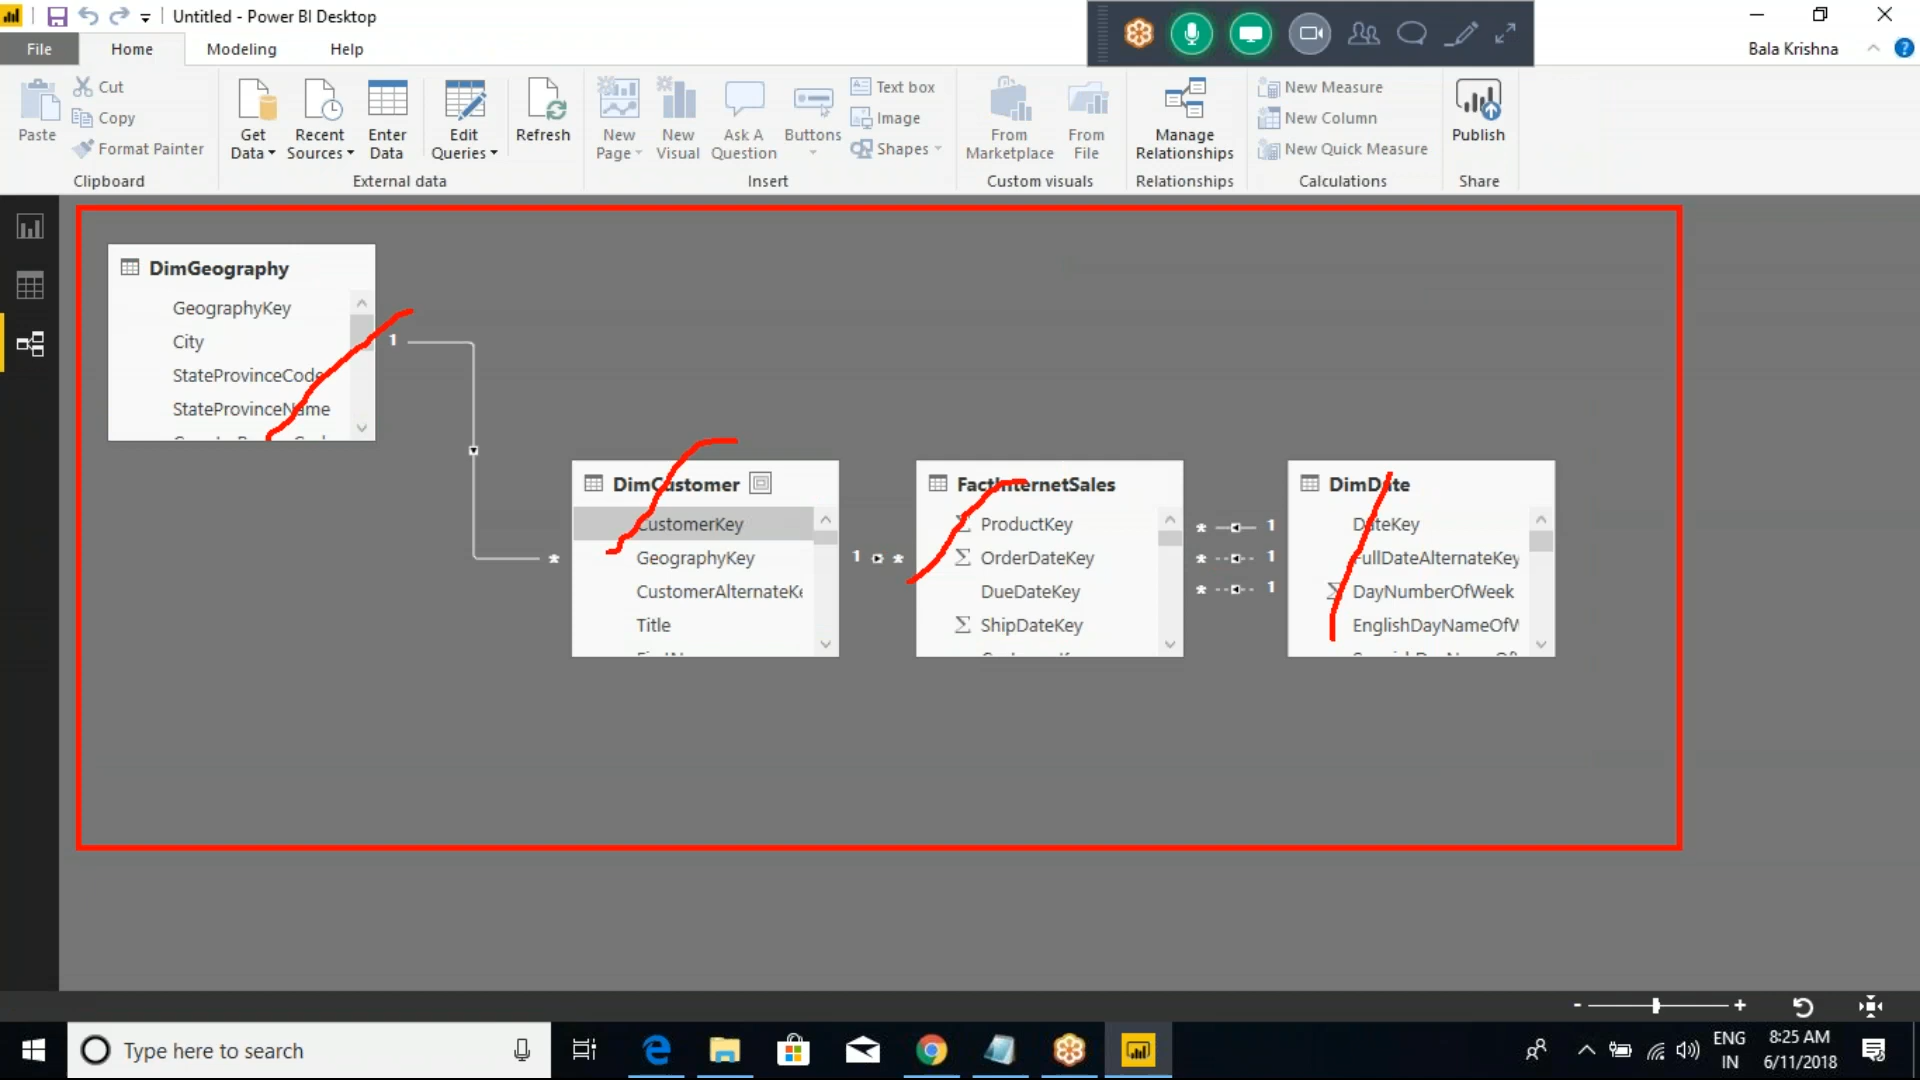 Untitled - Power BI Desktop
File Home Modeling Help
Bala Krishna
Paste
Cut
Copy
Format Painter
Clipboard
Get Data
Recent Sources
Enter Data
Edit Queries
Refresh
External data
New Page
New Visual
Ask A Question
Buttons
Text box
Image
Shapes
Insert
From Marketplace
From File
Custom visuals
Manage Relationships
Relationships
New Measure
New Column
New Quick Measure
Calculations
Publish
Share
DimGeography
GeographyKey
City
StateProvinceCode
StateProvinceName
1
*
DimCustomer
CustomerKey
GeographyKey
CustomerAlternateKe
Title
1 *
FactInternetSales
ProductKey
OrderDateKey
DueDateKey
ShipDateKey
* 1
* 1
* 1
DimDate
DateKey
FullDateAlternateKey
DayNumberOfWeek
EnglishDayNameOfW
- +
Type here to search
ENG
IN
8:25 AM
6/11/2018